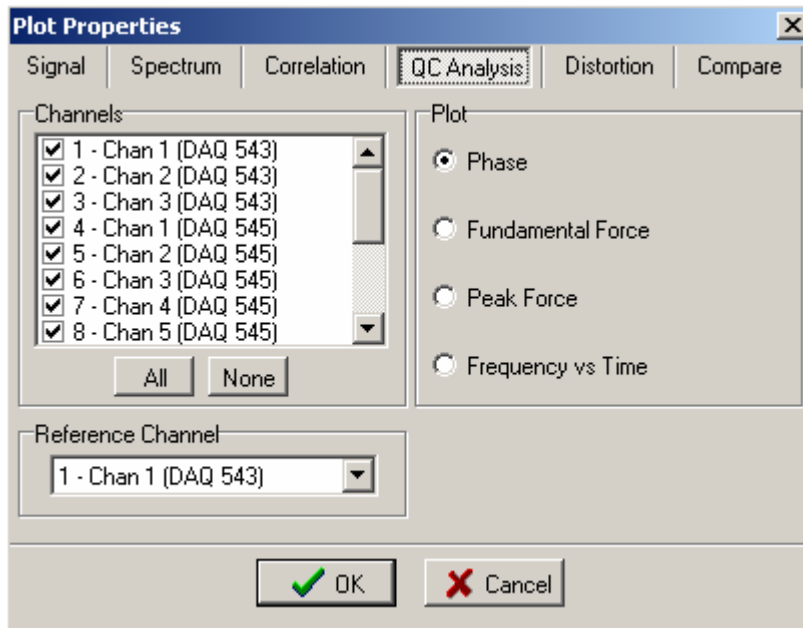 Plot Properties
Signal Spectrum Correlation QC Analysis Distortion Compare
Channels
1 - Chan 1 (DAQ 543)
2 - Chan 2 (DAQ 543)
3 - Chan 3 (DAQ 543)
4 - Chan 1 (DAQ 545)
5 - Chan 2 (DAQ 545)
6 - Chan 3 (DAQ 545)
7 - Chan 4 (DAQ 545)
8 - Chan 5 (DAQ 545)
All None
Plot
Phase
Fundamental Force
Peak Force
Frequency vs Time
Reference Channel
1 - Chan 1 (DAQ 543)
OK Cancel